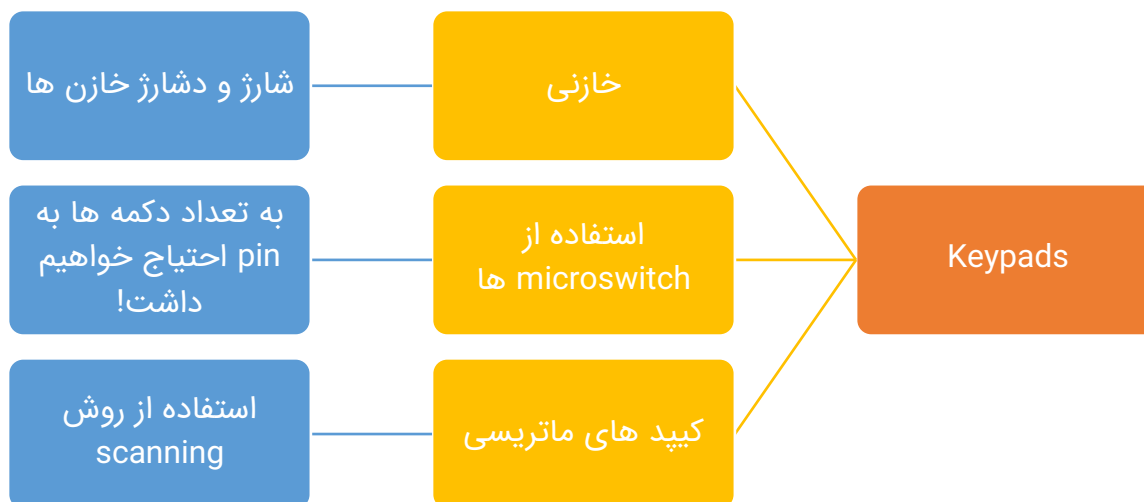 Keypads
خازنی
شارژ و دشارژ خازن ها
استفاده از
microswitch ها
به تعداد دکمه ها به
pin احتیاج خواهیم
داشت!
کیپد های ماتریسی
استفاده از روش
scanning